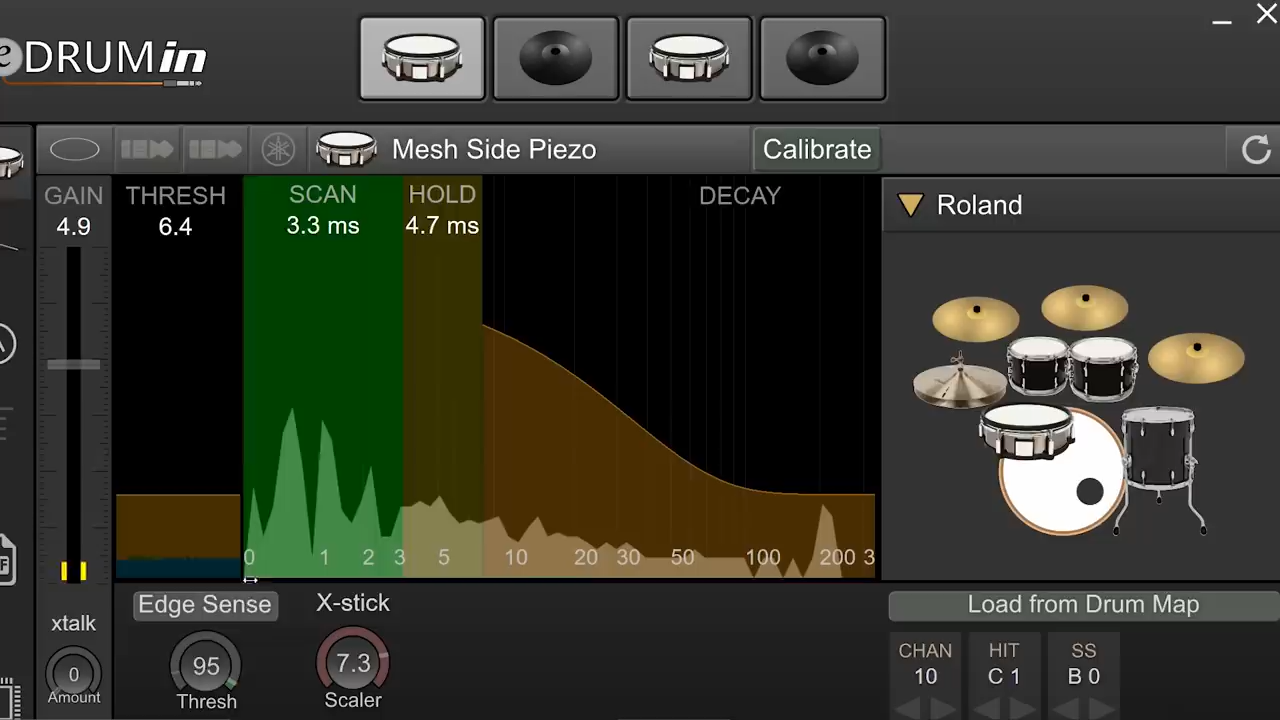 eDRUMin
Mesh Side Piezo
Calibrate
GAIN
4.9
THRESH
6.4
SCAN
3.3 ms
HOLD
4.7 ms
DECAY
Roland
0 1 2 3 5 10 20 30 50 100 200 3
xtalk
0
Amount
Edge Sense
95
Thresh
X-stick
7.3
Scaler
Load from Drum Map
CHAN
10
HIT
C 1
SS
B 0